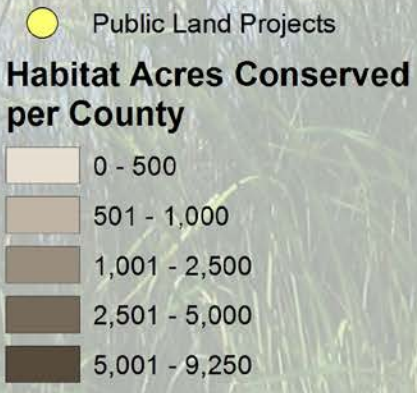 Public Land Projects
Habitat Acres Conserved
per County
0 - 500
501 - 1,000
1,001 - 2,500
2,501 - 5,000
5,001 - 9,250